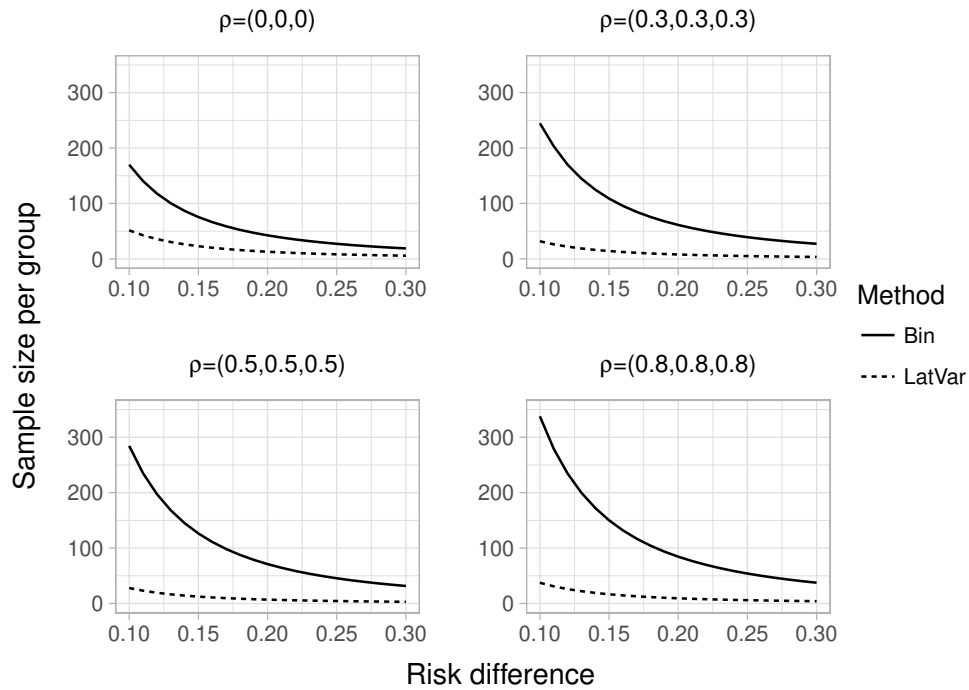 ρ=(0,0,0)
ρ=(0.3,0.3,0.3)
300
200
100
0
0.10 0.15 0.20 0.25 0.30
300
200
100
0
0.10 0.15 0.20 0.25 0.30
Sample size per group
ρ=(0.5,0.5,0.5)
ρ=(0.8,0.8,0.8)
300
200
100
0
0.10 0.15 0.20 0.25 0.30
300
200
100
0
0.10 0.15 0.20 0.25 0.30
Risk difference
Method
Bin
LatVar